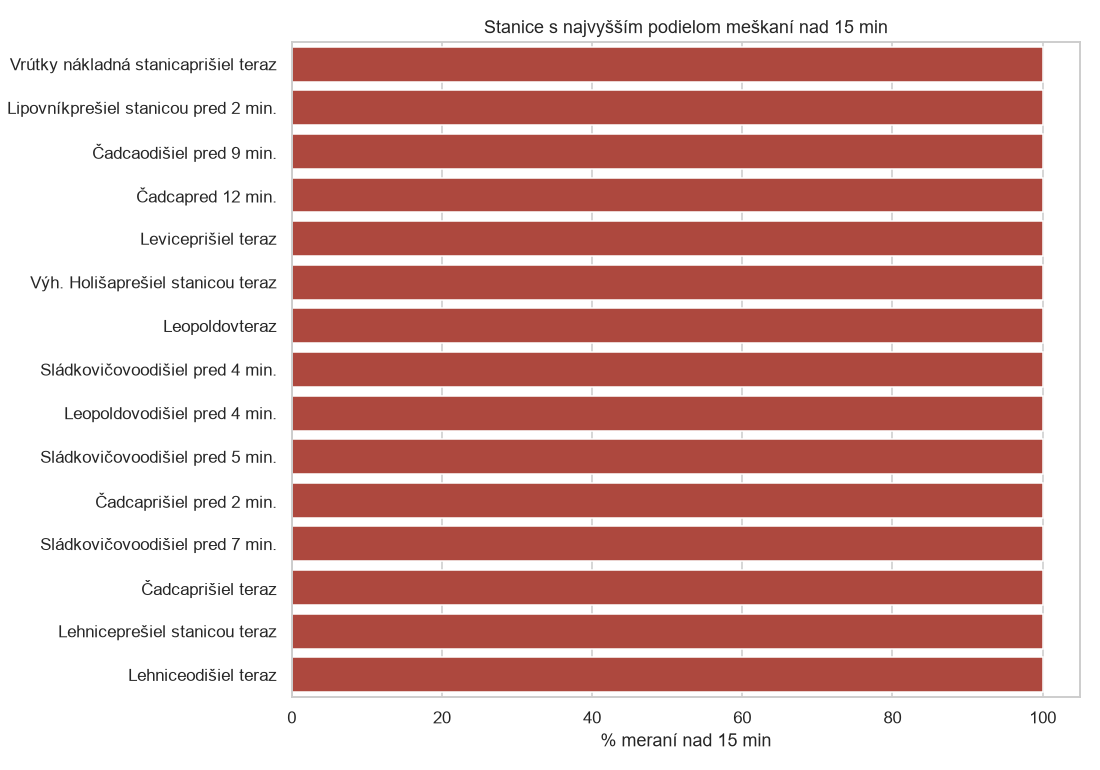 Stanice s najvyšším podielom meškaní nad 15 min
Vrútky nákladná stanicaprišiel teraz
Lipovníkprešiel stanicou pred 2 min.
Čadcaodišiel pred 9 min.
Čadcapred 12 min.
Leviceprišiel teraz
Výh. Holišaprešiel stanicou teraz
Leopoldovteraz
Sládkovičovoodišiel pred 4 min.
Leopoldovodišiel pred 4 min.
Sládkovičovoodišiel pred 5 min.
Čadcaprišiel pred 2 min.
Sládkovičovoodišiel pred 7 min.
Čadcaprišiel teraz
Lehniceprešiel stanicou teraz
Lehniceodišiel teraz
0 20 40 60 80 100
% meraní nad 15 min